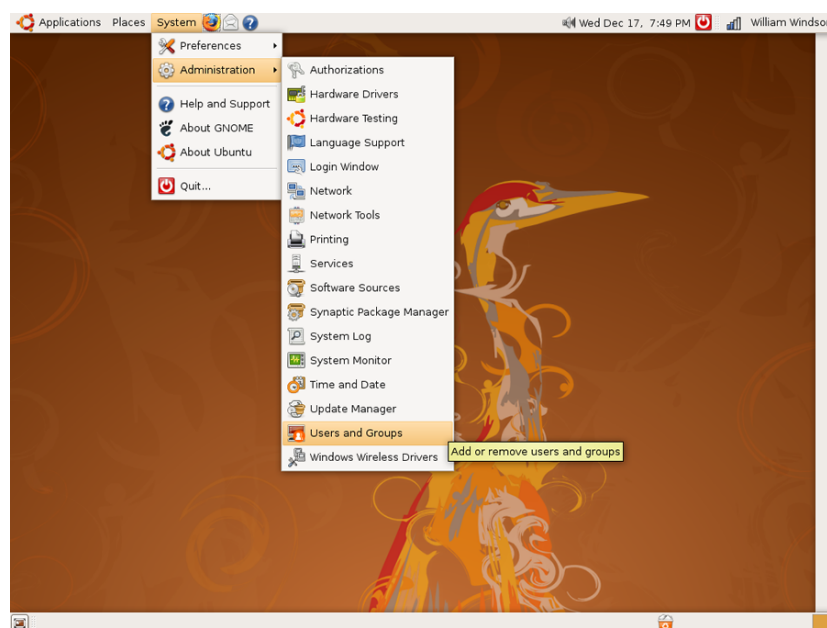 Applications Places System Wed Dec 17, 7:49 PM William Windsor
Preferences
Administration
Help and Support
About GNOME
About Ubuntu
Quit...
Authorizations
Hardware Drivers
Hardware Testing
Language Support
Login Window
Network
Network Tools
Printing
Services
Software Sources
Synaptic Package Manager
System Log
System Monitor
Time and Date
Update Manager
Users and Groups
Add or remove users and groups
Windows Wireless Drivers